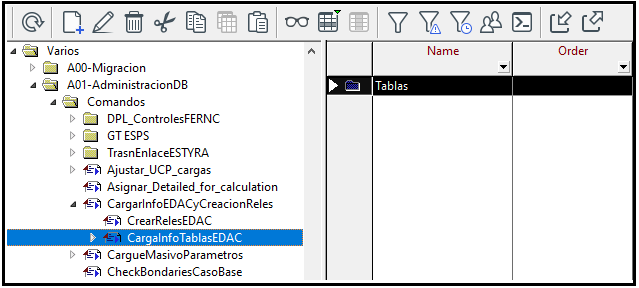 Varios
A00-Migracion
A01-AdministracionDB
Comandos
DPL_ControlesFERNC
GT ESPS
TrasnEnlaceESTYRA
Ajustar_UCP_cargas
Asignar_Detailed_for_calculation
CargarInfoEDACyCreacionReles
CrearRelesEDAC
CargaInfoTablasEDAC
CargueMasivoParametros
CheckBondariesCasoBase
Name Order
Tablas